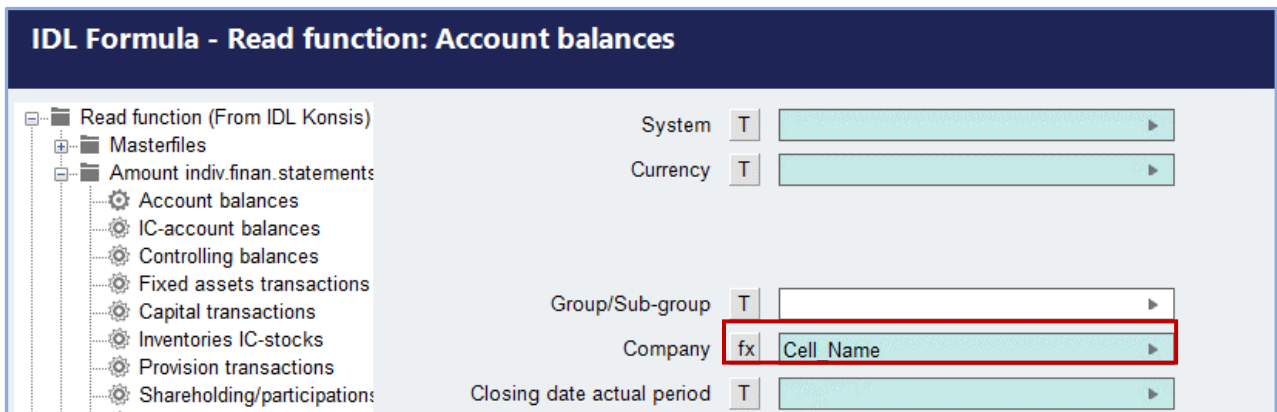 IDL Formula - Read function: Account balances
Read function (From IDL Konsis)
Masterfiles
Amount indiv.finan.statements
Account balances
IC-account balances
Controlling balances
Fixed assets transactions
Capital transactions
Inventories IC-stocks
Provision transactions
Shareholding/participations
System T
Currency T
Group/Sub-group T
Company fx Cell_Name
Closing date actual period T